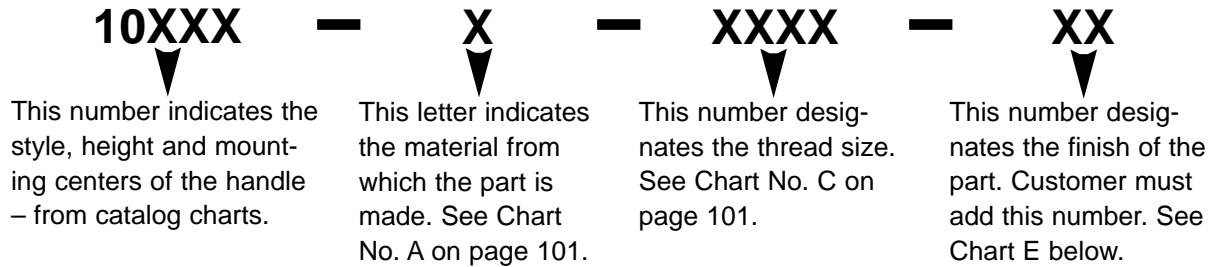 10XXX – X – XXXX – XX
This number indicates the
style, height and mount-
ing centers of the handle
– from catalog charts.
This letter indicates
the material from
which the part is
made. See Chart
No. A on page 101.
This number desig-
nates the thread size.
See Chart No. C on
page 101.
This number desig-
nates the finish of the
part. Customer must
add this number. See
Chart E below.